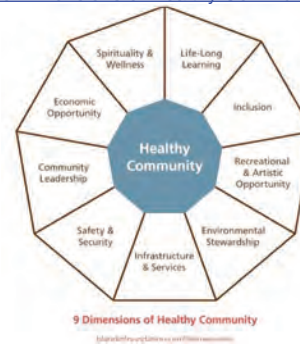 Spirituality &
Wellness
Life-Long
Learning
Economic
Opportunity
Inclusion
Healthy
Community
Community
Leadership
Recreational
& Artistic
Opportunity
Safety &
Security
Environmental
Stewardship
Infrastructure
& Services
9 Dimensions of Healthy Community